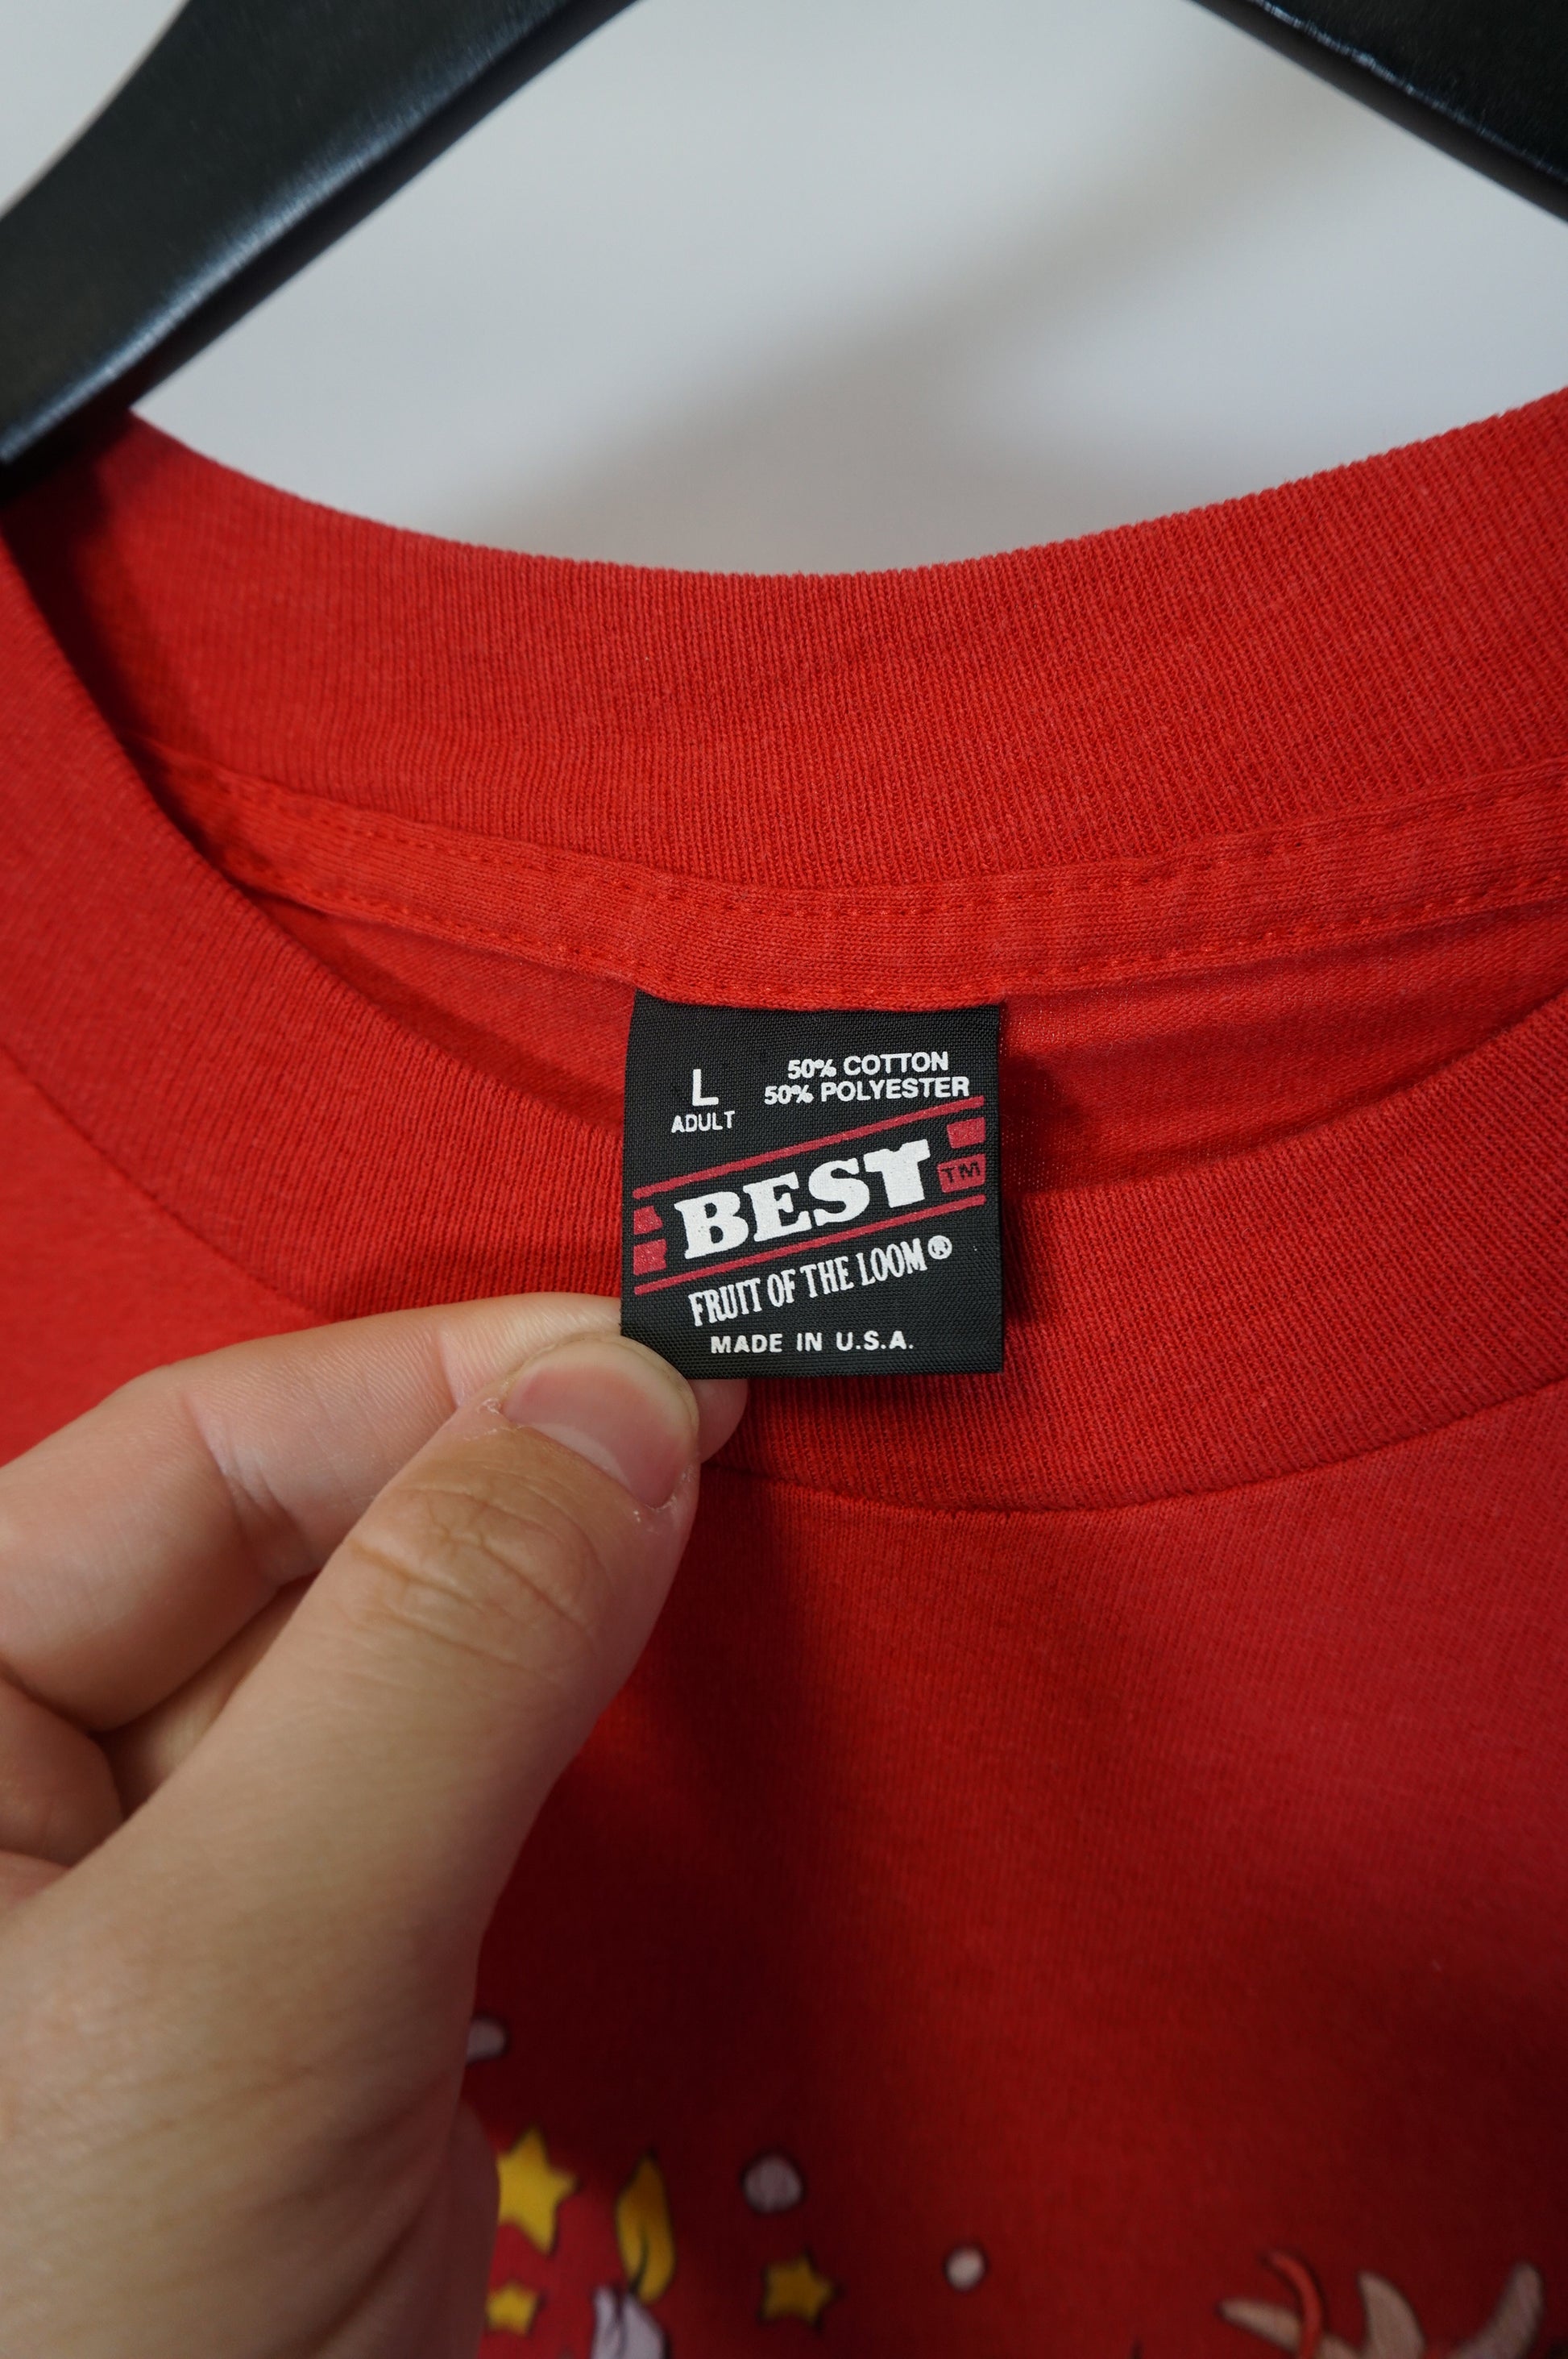 L
ADULT
50% COTTON
50% POLYESTER
BEST TM
FRUIT OF THE LOOM®
MADE IN U.S.A.